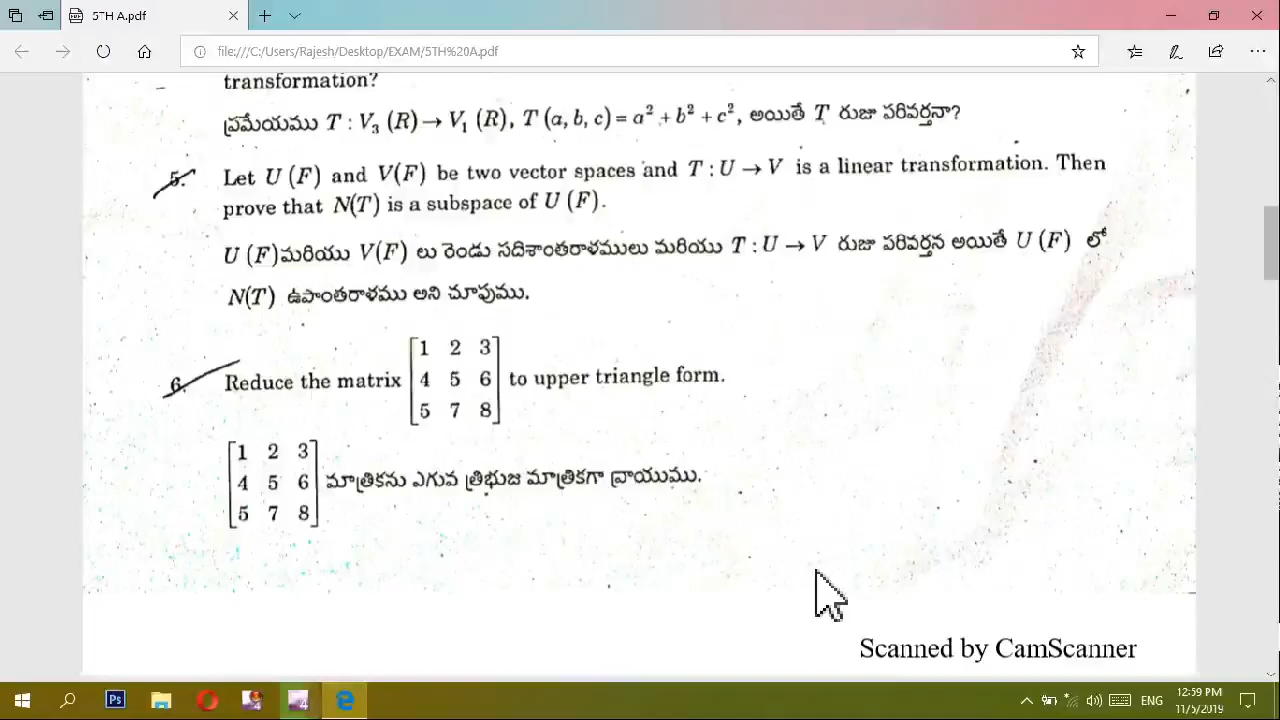 5TH A.pdf
file:///C:/Users/Rajesh/Desktop/EXAM/5TH%20A.pdf
transformation?
ప్రమేయము T : V₃ (R) → V₁ (R), T (a, b, c) = a² + b² + c², అయితే T రుజు పరివర్తనా?
5. Let U (F) and V(F) be two vector spaces and T : U → V is a linear transformation. Then
prove that N(T) is a subspace of U (F).
U (F) మరియు V(F) లు రెండు సదిశాంతరాళములు మరియు T : U → V రుజు పరివర్తన అయితే U (F) లో
N(T) ఉపాంతరాళము అని చూపుము.
1 2 3
6. Reduce the matrix 4 5 6 to upper triangle form.
5 7 8
1 2 3
4 5 6 మాత్రికను ఎగువ త్రిభుజ మాత్రికగా వ్రాయుము.
5 7 8
Scanned by CamScanner
Ps
ENG
12:59 PM
11/5/2019